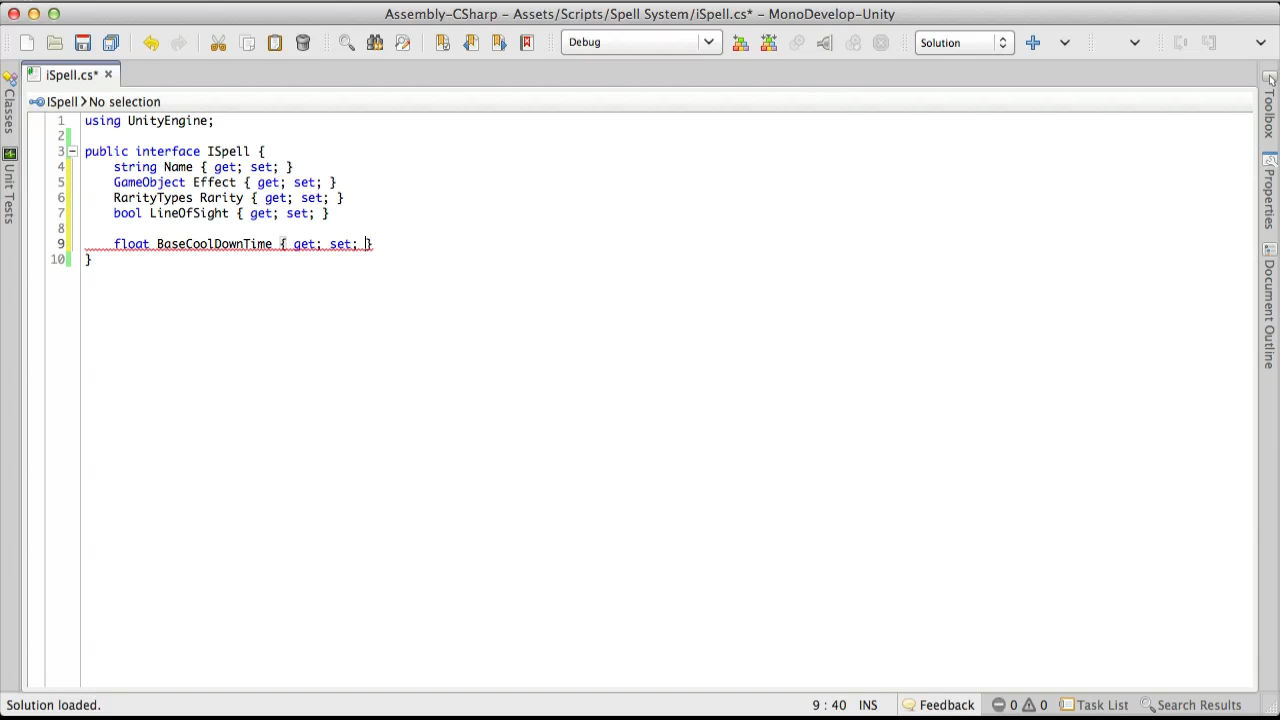 Assembly-CSharp – Assets/Scripts/Spell System/iSpell.cs* – MonoDevelop-Unity
Debug
Solution
iSpell.cs*
ISpell
No selection
Classes
Unit Tests
Toolbox
Properties
Document Outline
1 using UnityEngine;
2
3 public interface ISpell {
4 string Name { get; set; }
5 GameObject Effect { get; set; }
6 RarityTypes Rarity { get; set; }
7 bool LineOfSight { get; set; }
8
9 float BaseCoolDownTime { get; set; }
10 }
Solution loaded.
9 : 40 INS
Feedback
0
0
Task List
Search Results